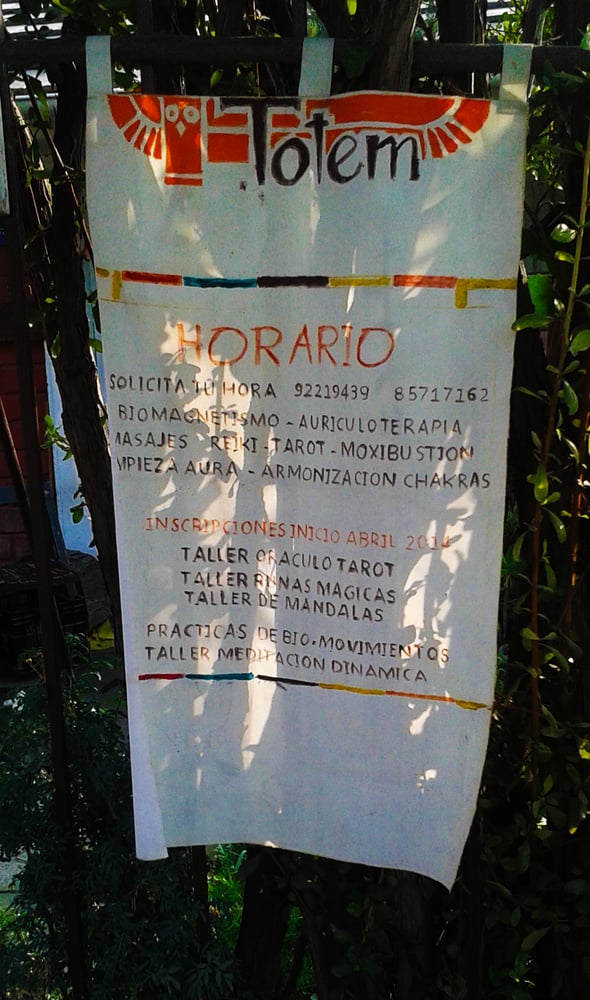 Totem
HORARIO
SOLICITA TU HORA 92219439 85717162
BIOMAGNETISMO - AURICULOTERAPIA
MASAJES - REIKI - TAROT - MOXIBUSTION
MPIEZA AURA - ARMONIZACION CHAKRAS
INSCRIPCIONES INICIO ABRIL 2014
TALLER ORACULO TAROT
TALLER RUNAS MAGICAS
TALLER DE MANDALAS
PRACTICAS DE BIO-MOVIMIENTOS
TALLER MEDITACION DINAMICA